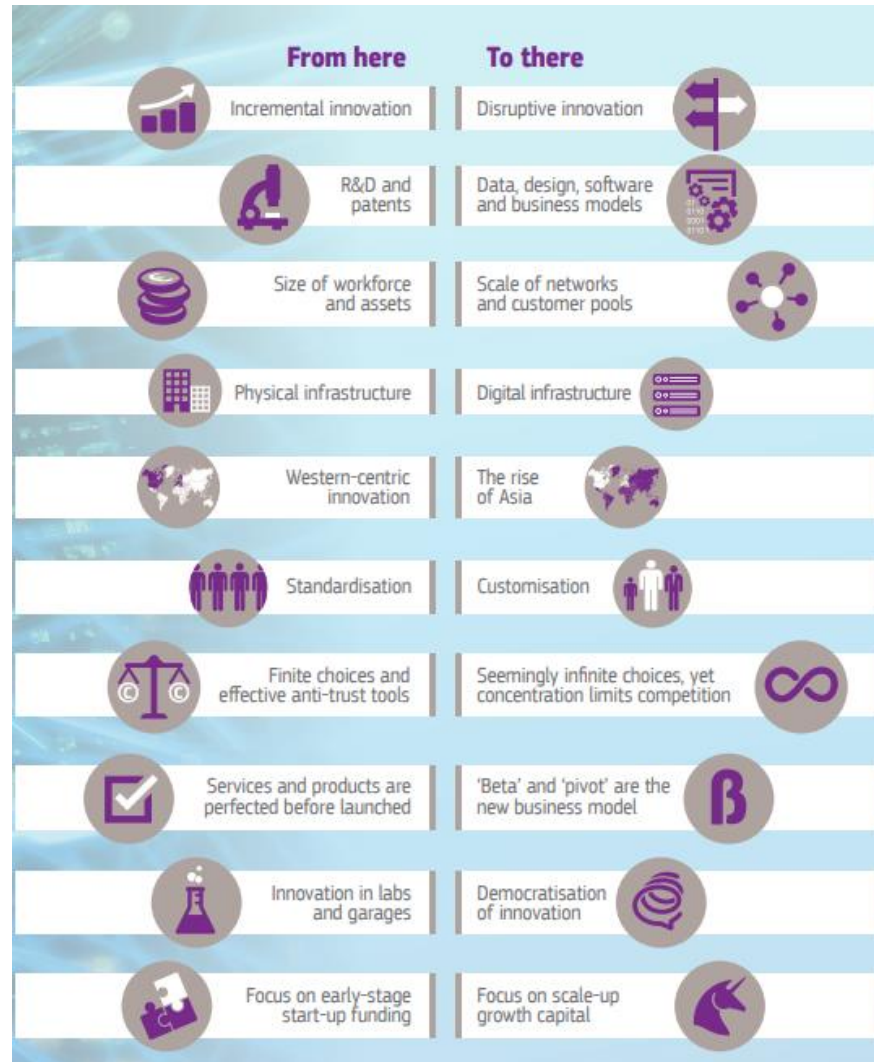 From here
To there
Incremental innovation
Disruptive innovation
R&D and
patents
Data, design, software
and business models
Size of workforce
and assets
Scale of networks
and customer pools
Physical infrastructure
Digital infrastructure
Western-centric
innovation
The rise
of Asia
Standardisation
Customisation
Finite choices and
effective anti-trust tools
© ©
Seemingly infinite choices, yet
concentration limits competition
Services and products are
perfected before launched
'Beta' and 'pivot' are the
new business model
ß
Innovation in labs
and garages
Democratisation
of innovation
Focus on early-stage
start-up funding
Focus on scale-up
growth capital